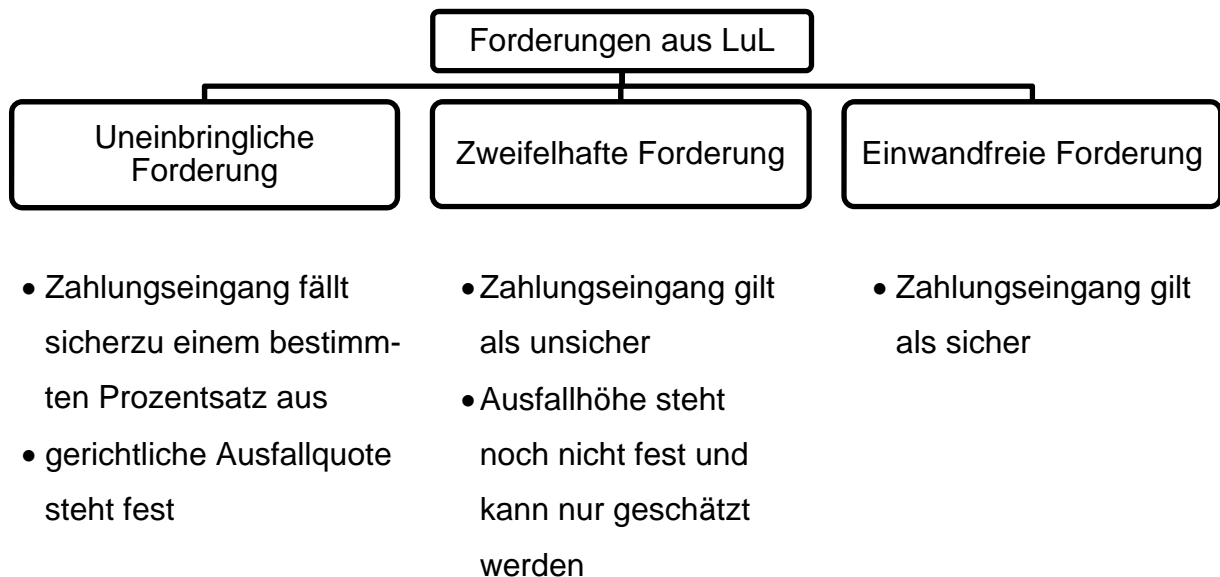 Forderungen aus LuL
Uneinbringliche
Forderung
Zweifelhafte Forderung
Einwandfreie Forderung
• Zahlungseingang fällt
sicherzu einem bestimm-
ten Prozentsatz aus
• gerichtliche Ausfallquote
steht fest
• Zahlungseingang gilt
als unsicher
• Ausfallhöhe steht
noch nicht fest und
kann nur geschätzt
werden
• Zahlungseingang gilt
als sicher